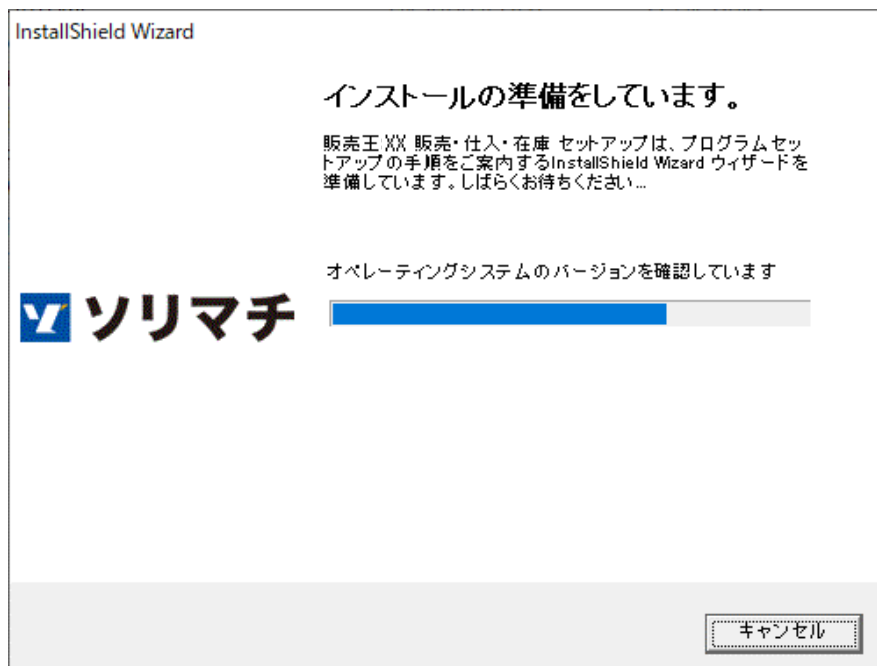 InstallShield Wizard
インストールの準備をしています。
販売王 XX 販売・仕入・在庫 セットアップは、プログラムセッ
トアップの手順をご案内するInstallShield Wizard ウィザードを
準備しています。しばらくお待ちください...
オペレーティングシステムのバージョンを確認しています
ソリマチ
キャンセル